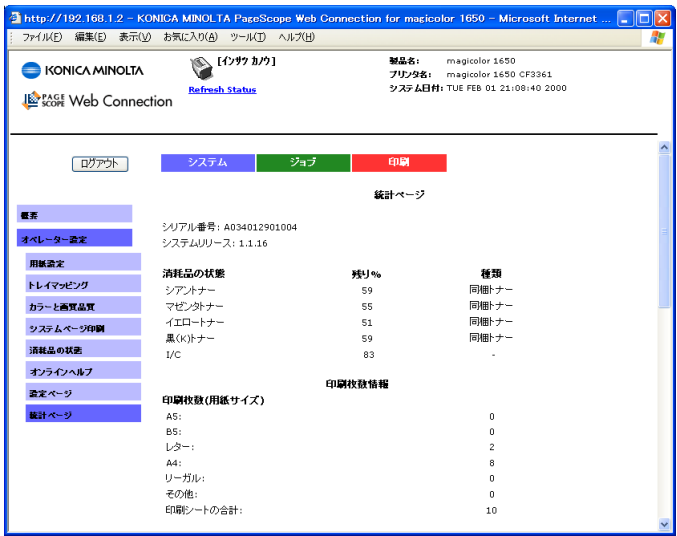 http://192.168.1.2 - KONICA MINOLTA PageScope Web Connection for magicolor 1650 - Microsoft Internet ...
ファイル(F) 編集(E) 表示(V) お気に入り(A) ツール(T) ヘルプ(H)
KONICA MINOLTA
PAGE SCOPE Web Connection
[インサツ カノウ]
Refresh Status
製品名: magicolor 1650
プリンタ名: magicolor 1650 CF3361
システム日付: TUE FEB 01 21:08:40 2000
ログアウト
システム ジョブ 印刷
概要
オペレーター設定
用紙設定
トレイマッピング
カラーと画質品質
システムページ印刷
消耗品の状態
オンラインヘルプ
設定ページ
統計ページ
統計ページ
シリアル番号: A034012901004
システムリリース: 1.1.16
消耗品の状態 残り% 種類
シアントナー 59 同梱トナー
マゼンタトナー 55 同梱トナー
イエロートナー 51 同梱トナー
黒(K)トナー 59 同梱トナー
I/C 83 -
印刷枚数情報
印刷枚数(用紙サイズ)
A5: 0
B5: 0
レター: 2
A4: 8
リーガル: 0
その他: 0
印刷シートの合計: 10